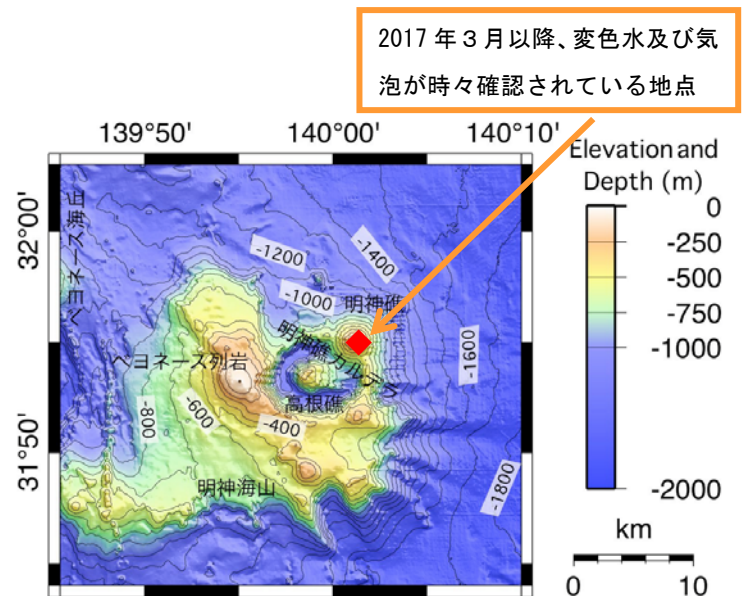 2017年３月以降、変色水及び気
泡が時々確認されている地点
139°50'
140°00'
140°10'
Elevation and
Depth (m)
0
-250
-500
-750
-1000
-2000
km
0
10
32°00'
31°50'
ベヨネース海丘
-1200
-1400
-1000
明神礁
明神礁カルデラ
ベヨネース列岩
-1600
高根礁
-800
-600
-400
明神海山
-1800